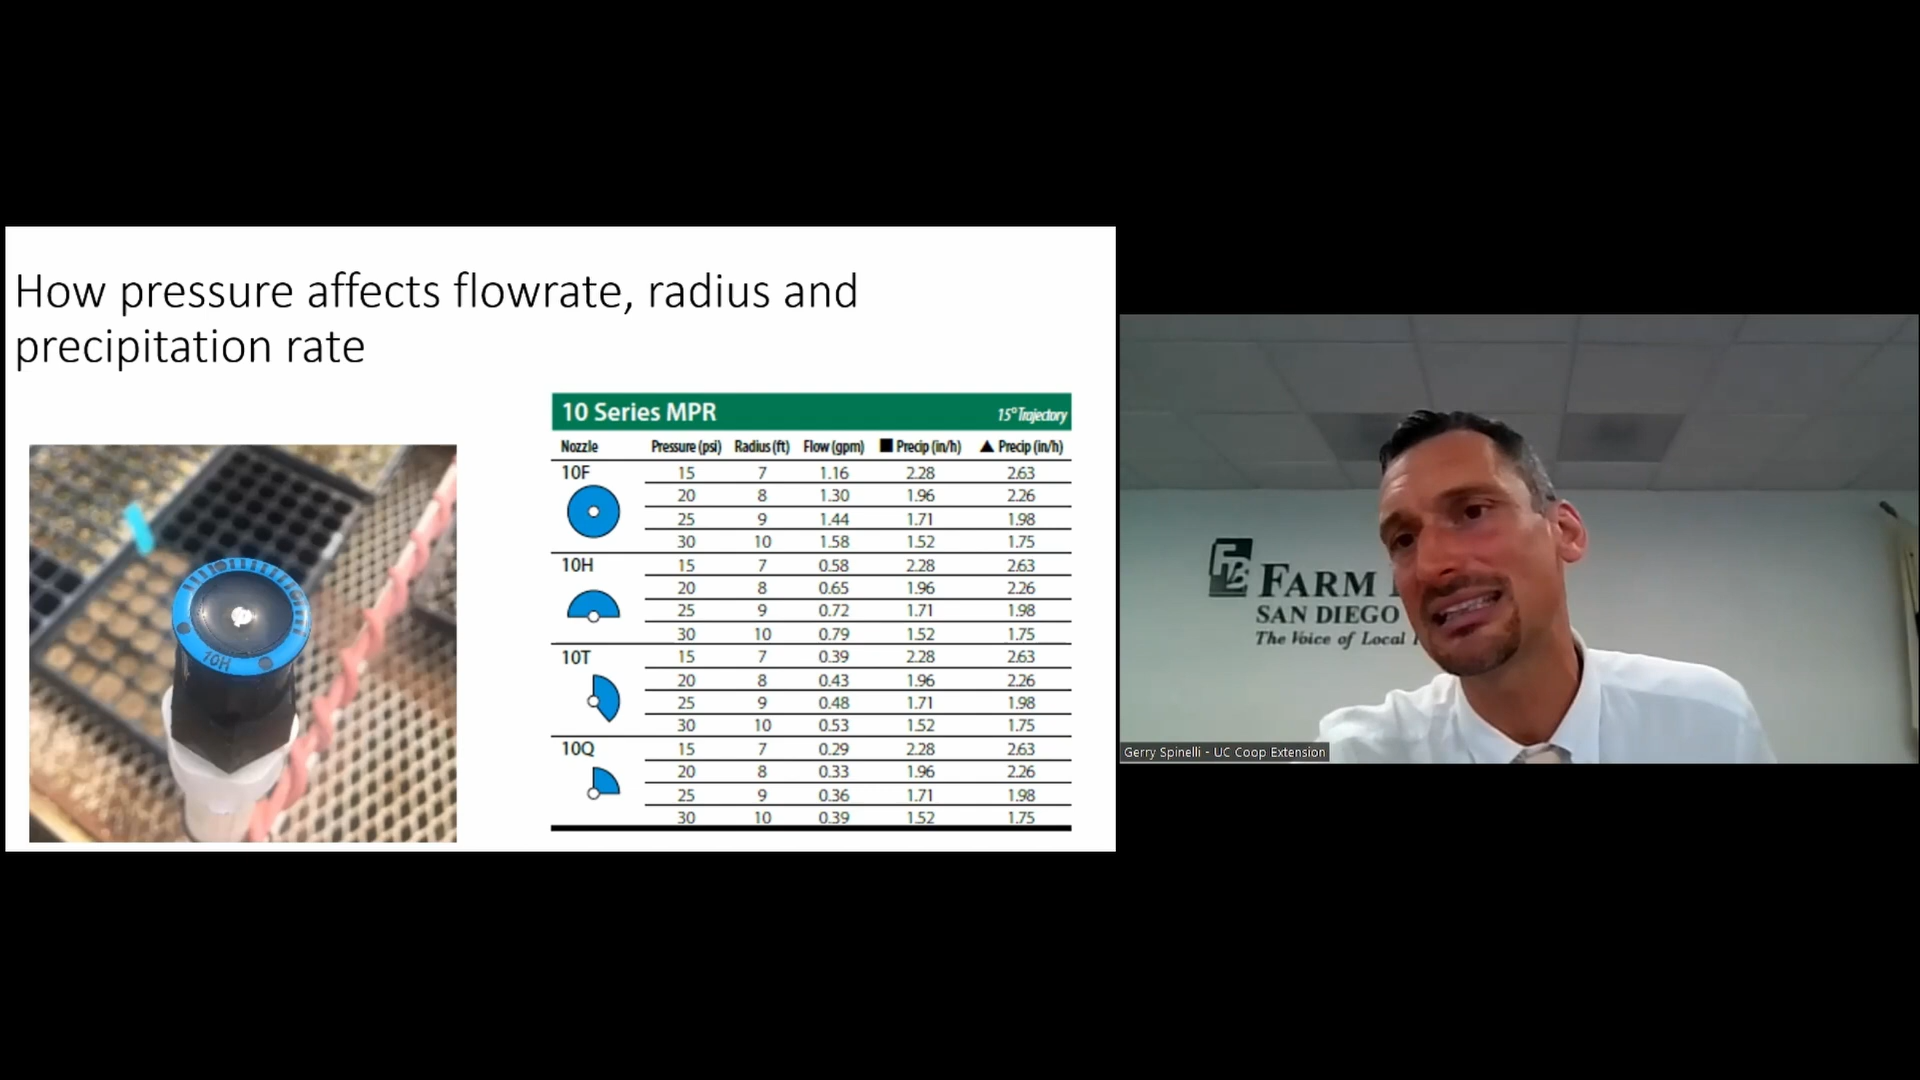 How pressure affects flowrate, radius and
precipitation rate
10H
10 Series MPR 15° Trajectory
Nozzle Pressure (psi) Radius (ft) Flow (gpm) ■ Precip (in/h) ▲ Precip (in/h)
10F 15 7 1.16 2.28 2.63
20 8 1.30 1.96 2.26
25 9 1.44 1.71 1.98
30 10 1.58 1.52 1.75
10H 15 7 0.58 2.28 2.63
20 8 0.65 1.96 2.26
25 9 0.72 1.71 1.98
30 10 0.79 1.52 1.75
10T 15 7 0.39 2.28 2.63
20 8 0.43 1.96 2.26
25 9 0.48 1.71 1.98
30 10 0.53 1.52 1.75
10Q 15 7 0.29 2.28 2.63
20 8 0.33 1.96 2.26
25 9 0.36 1.71 1.98
30 10 0.39 1.52 1.75
FB FARM
SAN DIEGO
The Voice of Local
Gerry Spinelli - UC Coop Extension